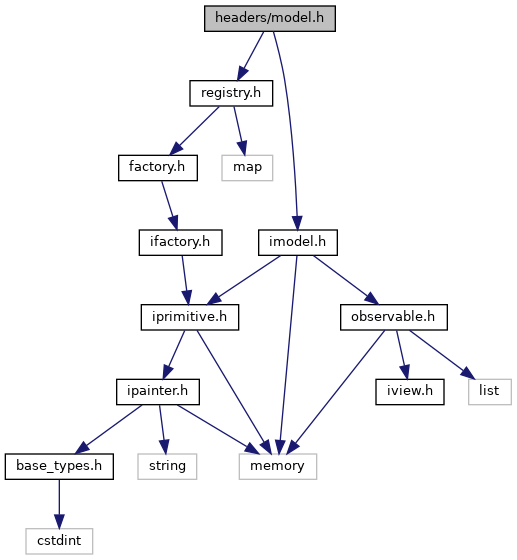 headers/model.h
registry.h
factory.h
map
ifactory.h
imodel.h
iprimitive.h
observable.h
ipainter.h
iview.h
list
base_types.h
string
memory
cstdint